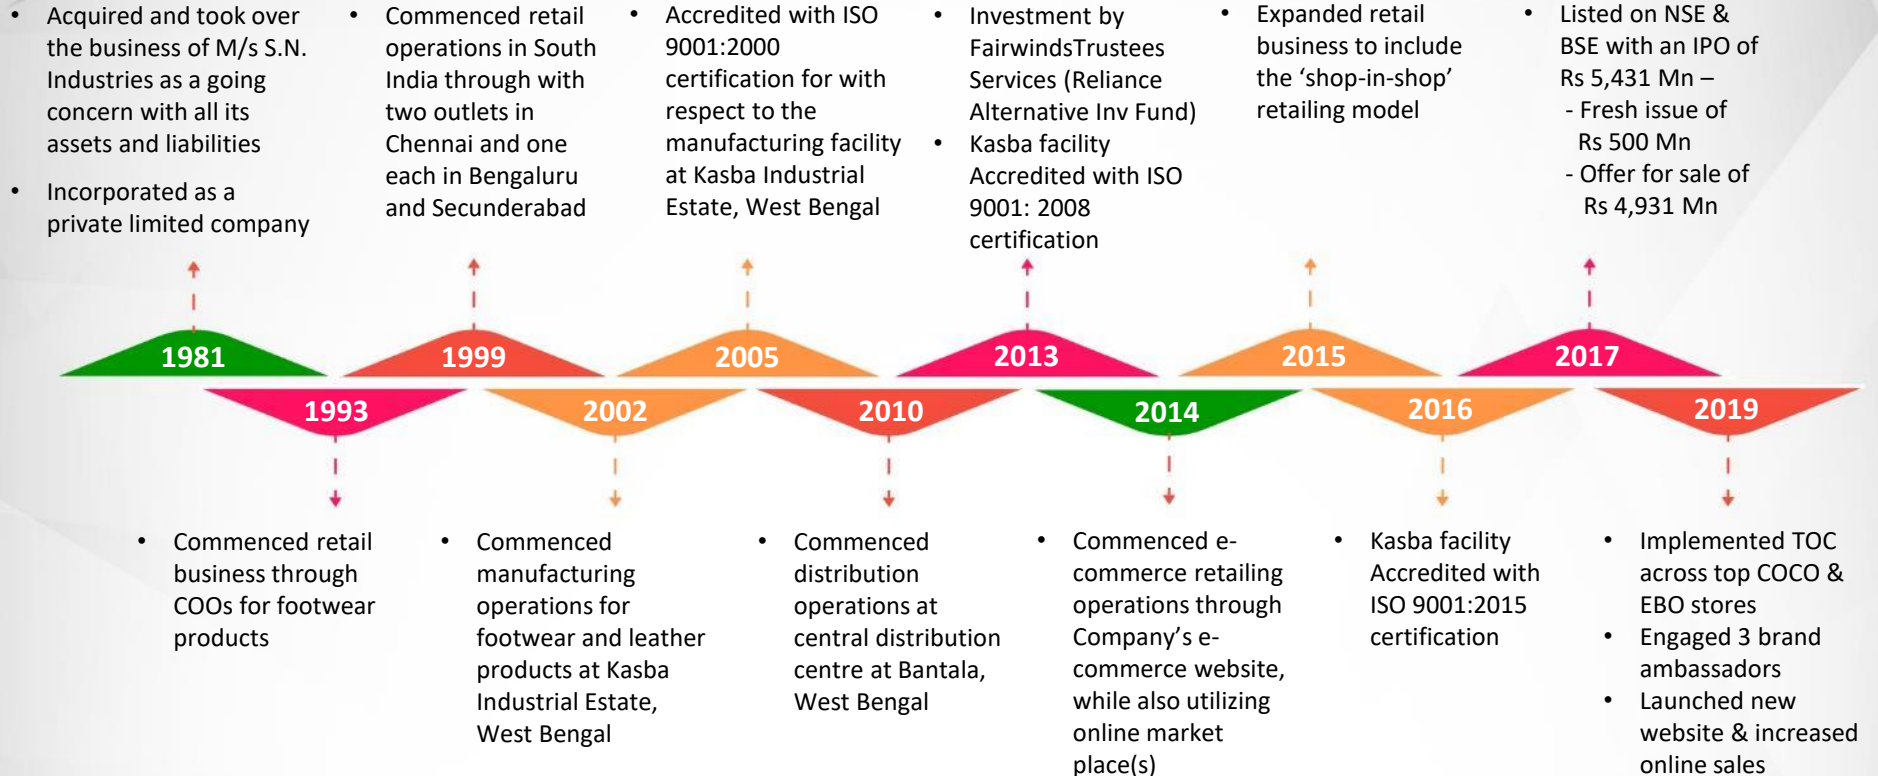 • Acquired and took over
the business of M/s S.N.
Industries as a going
concern with all its
assets and liabilities
• Incorporated as a
private limited company
• Commenced retail
operations in South
India through with
two outlets in
Chennai and one
each in Bengaluru
and Secunderabad
• Accredited with ISO
9001:2000
certification for with
respect to the
manufacturing facility
at Kasba Industrial
Estate, West Bengal
• Investment by
FairwindsTrustees
Services (Reliance
Alternative Inv Fund)
• Kasba facility
Accredited with ISO
9001: 2008
certification
• Expanded retail
business to include
the ‘shop-in-shop’
retailing model
• Listed on NSE &
BSE with an IPO of
Rs 5,431 Mn –
- Fresh issue of
Rs 500 Mn
- Offer for sale of
Rs 4,931 Mn
1981
1999
2005
2013
2015
2017
1993
2002
2010
2014
2016
2019
• Commenced retail
business through
COOs for footwear
products
• Commenced
manufacturing
operations for
footwear and leather
products at Kasba
Industrial Estate,
West Bengal
• Commenced
distribution
operations at
central distribution
centre at Bantala,
West Bengal
• Commenced e-
commerce retailing
operations through
Company’s e-
commerce website,
while also utilizing
online market
place(s)
• Kasba facility
Accredited with
ISO 9001:2015
certification
• Implemented TOC
across top COCO &
EBO stores
• Engaged 3 brand
ambassadors
• Launched new
website & increased
online sales